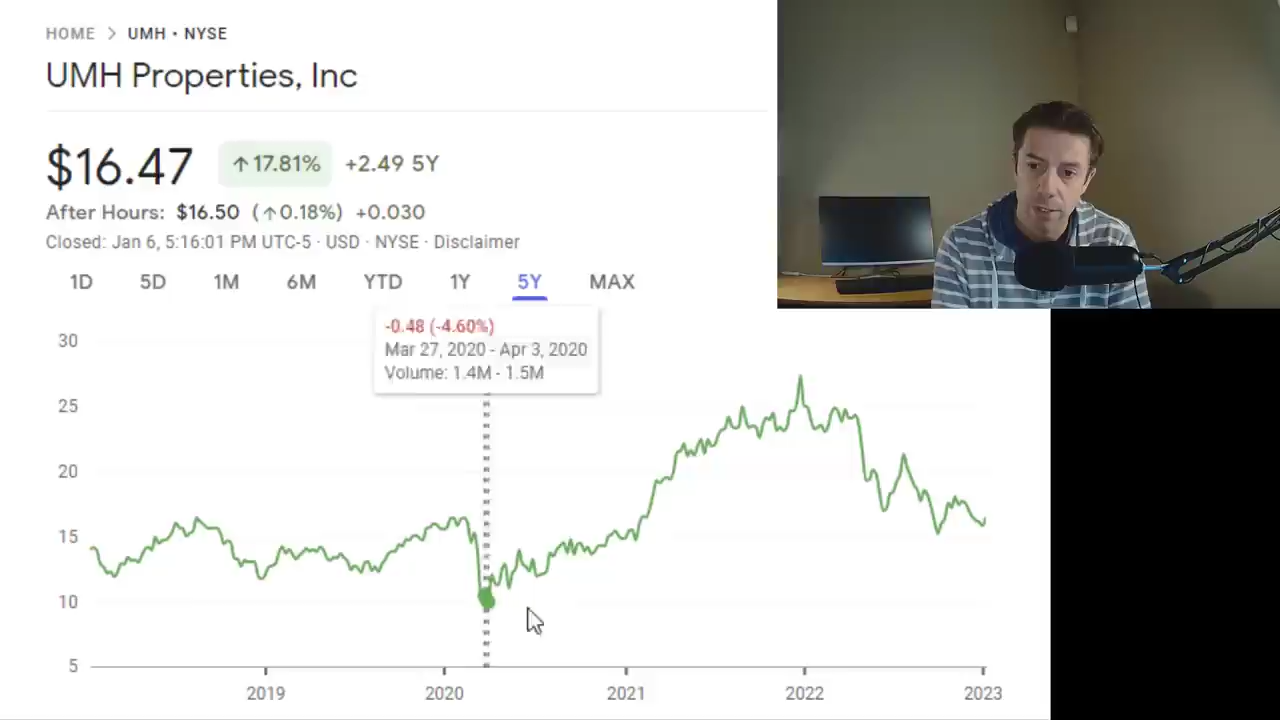 HOME > UMH • NYSE
UMH Properties, Inc
$16.47 ↑17.81% +2.49 5Y
After Hours: $16.50 (↑0.18%) +0.030
Closed: Jan 6, 5:16:01 PM UTC-5 · USD · NYSE · Disclaimer
1D 5D 1M 6M YTD 1Y 5Y MAX
-0.48 (-4.60%)
Mar 27, 2020 - Apr 3, 2020
Volume: 1.4M - 1.5M
30
25
20
15
10
5
2019 2020 2021 2022 2023